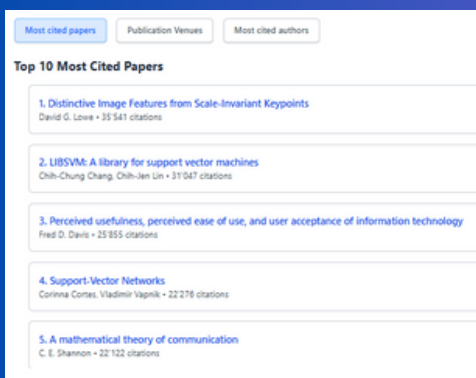 Most cited papers
Publication Venues
Most cited authors
Top 10 Most Cited Papers
1. Distinctive Image Features from Scale-Invariant Keypoints
David G. Lowe • 35'541 citations
2. LIBSVM: A library for support vector machines
Chih-Chung Chang, Chih-Jen Lin • 31'047 citations
3. Perceived usefulness, perceived ease of use, and user acceptance of information technology
Fred D. Davis • 25'855 citations
4. Support-Vector Networks
Corinna Cortes, Vladimir Vapnik • 22'276 citations
5. A mathematical theory of communication
C. E. Shannon • 22'122 citations